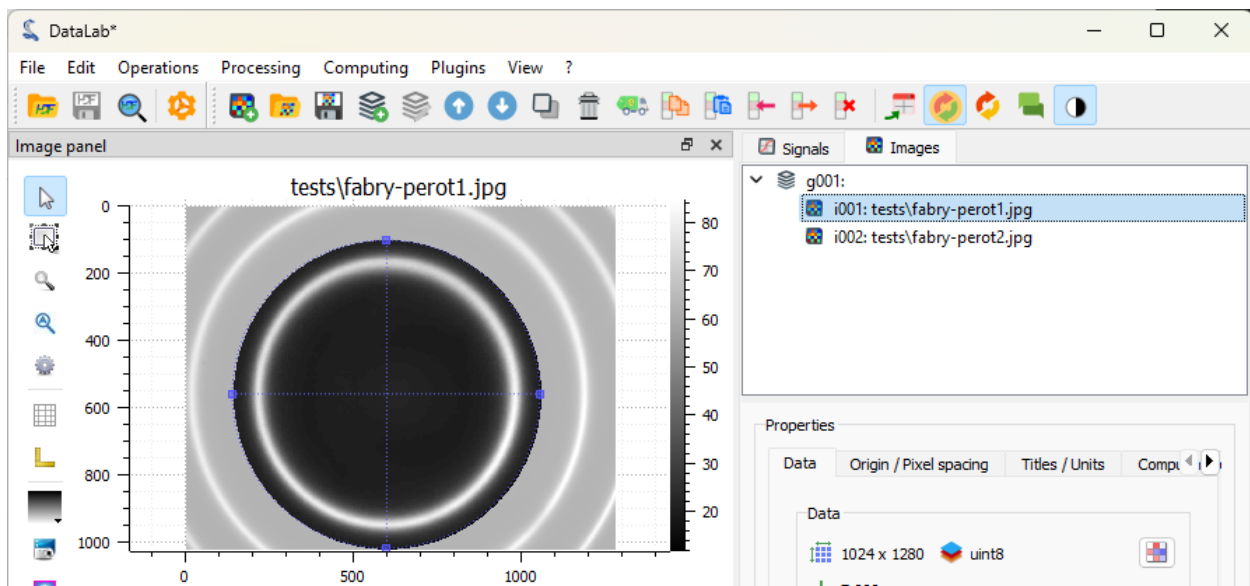 DataLab*
File Edit Operations Processing Computing Plugins View ?
Image panel
Signals Images
tests\fabry-perot1.jpg
g001:
i001: tests\fabry-perot1.jpg
i002: tests\fabry-perot2.jpg
0
200
400
600
800
1000
0 500 1000
80
70
60
50
40
30
20
Properties
Data Origin / Pixel spacing Titles / Units
Data
1024 x 1280 uint8